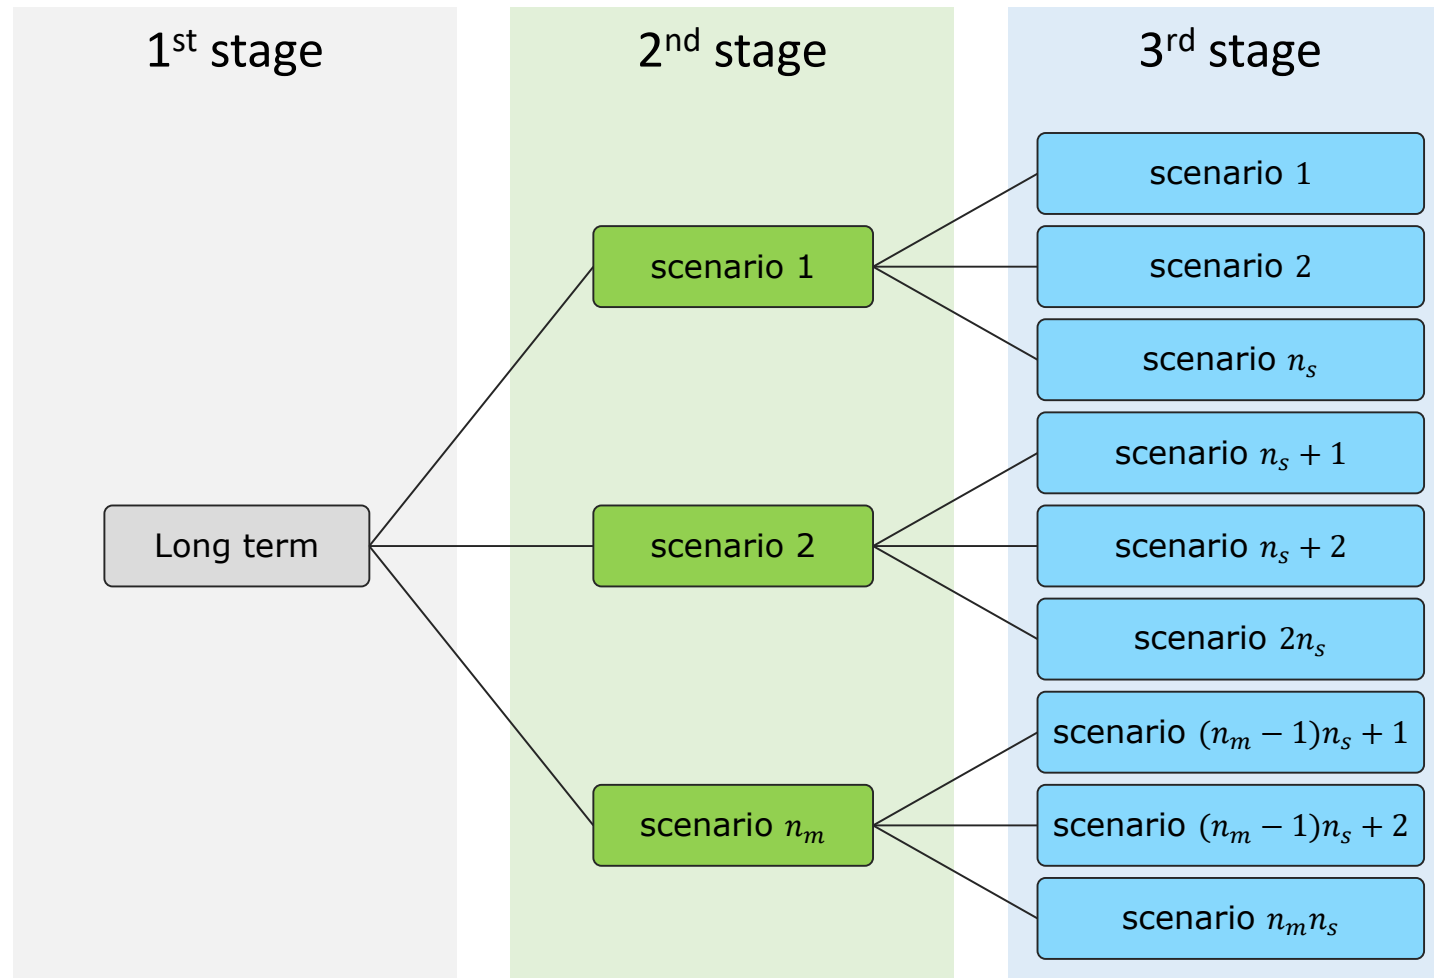 1st stage
2nd stage
3rd stage
Long term
scenario 1
scenario 2
scenario n_m
scenario 1
scenario 2
scenario n_s
scenario n_s + 1
scenario n_s + 2
scenario 2n_s
scenario (n_m − 1)n_s + 1
scenario (n_m − 1)n_s + 2
scenario n_m n_s